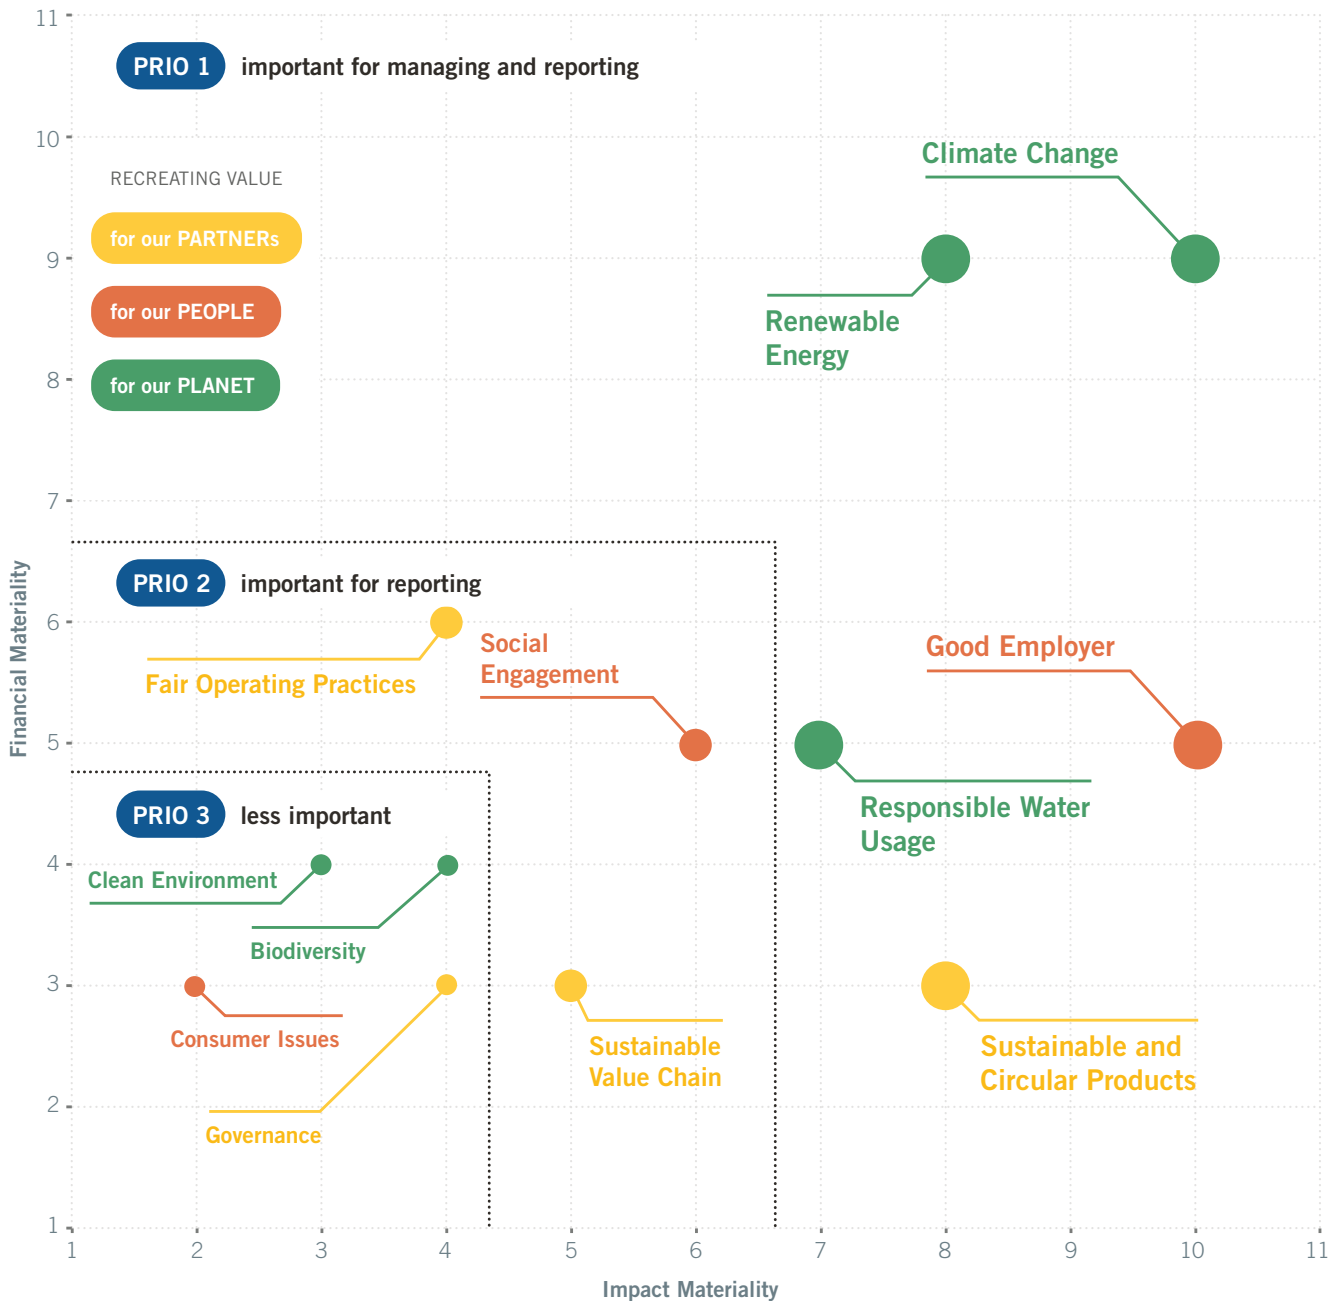 11
PRIO 1 important for managing and reporting
10
Climate Change
RECREATING VALUE
for our PARTNERs
9
for our PEOPLE
Renewable
Energy
8
for our PLANET
7
Financial Materiality
PRIO 2 important for reporting
6
Social
Engagement
Good Employer
Fair Operating Practices
5
PRIO 3 less important
Responsible Water
Usage
4
Clean Environment
Biodiversity
3
Consumer Issues
Sustainable
Value Chain
Sustainable and
Circular Products
2
Governance
1
1 2 3 4 5 6 7 8 9 10 11
Impact Materiality